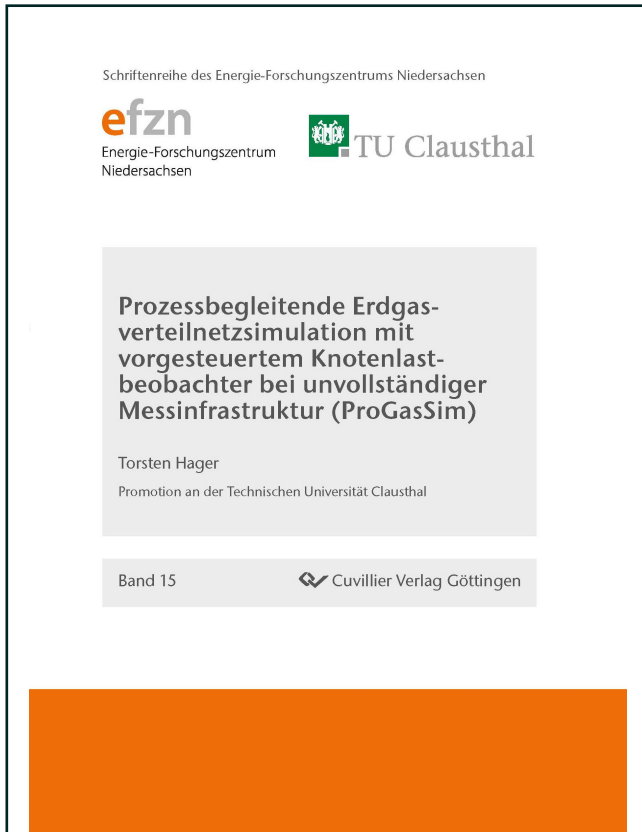 Schriftenreihe des Energie-Forschungszentrums Niedersachsen
efzn
Energie-Forschungszentrum
Niedersachsen
TU Clausthal
Prozessbegleitende Erdgas-
verteilnetzsimulation mit
vorgesteuertem Knotenlast-
beobachter bei unvollständiger
Messinfrastruktur (ProGasSim)
Torsten Hager
Promotion an der Technischen Universität Clausthal
Band 15
Cuvillier Verlag Göttingen